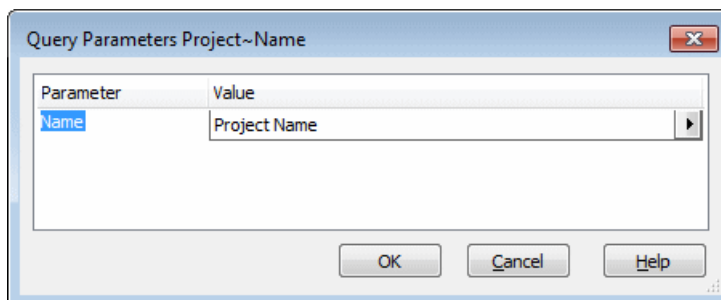 Query Parameters Project~Name
Parameter Value
Name Project Name
OK Cancel Help